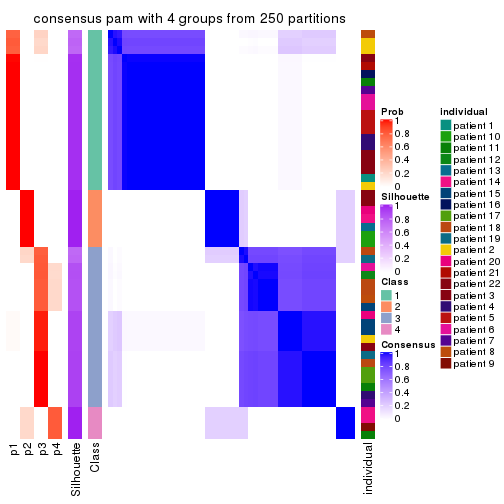 consensus pam with 4 groups from 250 partitions
p1
p2
p3
p4
Silhouette
Class
individual
Prob
1
0.8
0.6
0.4
0.2
0
Silhouette
1
0.8
0.6
0.4
0.2
0
Class
1
2
3
4
Consensus
1
0.8
0.6
0.4
0.2
0
individual
patient 1
patient 10
patient 11
patient 12
patient 13
patient 14
patient 15
patient 16
patient 17
patient 18
patient 19
patient 2
patient 20
patient 21
patient 22
patient 3
patient 4
patient 5
patient 6
patient 7
patient 8
patient 9